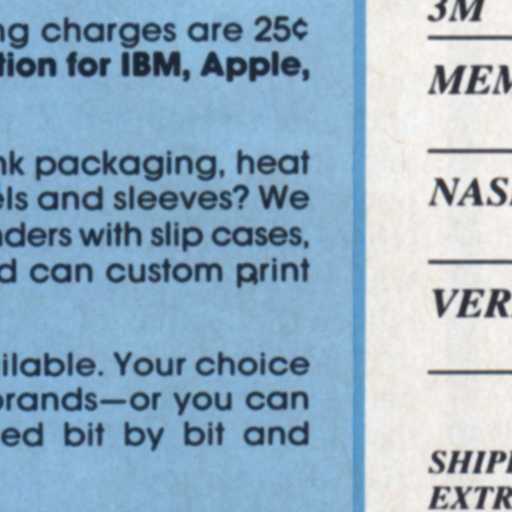 ng charges are 25¢
tion for IBM, Apple,
nk packaging, heat
els and sleeves? We
nders with slip cases,
d can custom print
ilable. Your choice
brands—or you can
ed bit by bit and
3M
MEM
NAS
VER
SHIP
EXTR